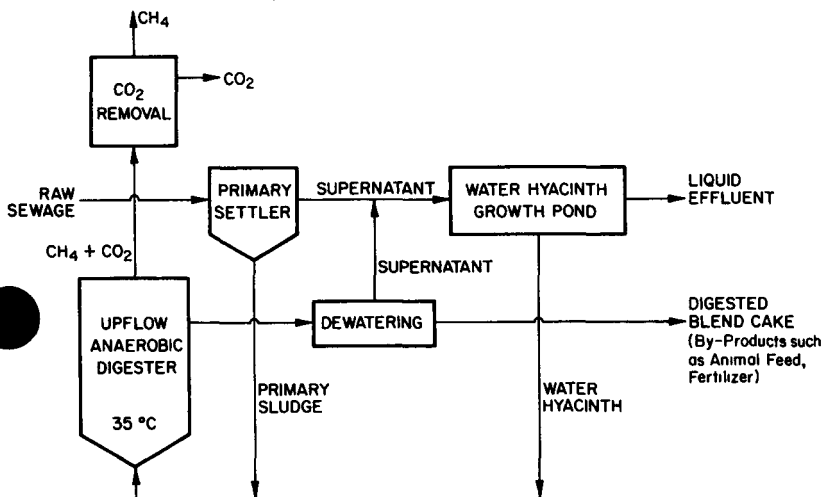 CH₄
CO₂
REMOVAL
CO₂
RAW
SEWAGE
PRIMARY
SETTLER
SUPERNATANT
WATER HYACINTH
GROWTH POND
LIQUID
EFFLUENT
CH₄ + CO₂
SUPERNATANT
UPFLOW
ANAEROBIC
DIGESTER
35 °C
DEWATERING
DIGESTED
BLEND CAKE
(By-Products such
as Animal Feed,
Fertilizer)
PRIMARY
SLUDGE
WATER
HYACINTH